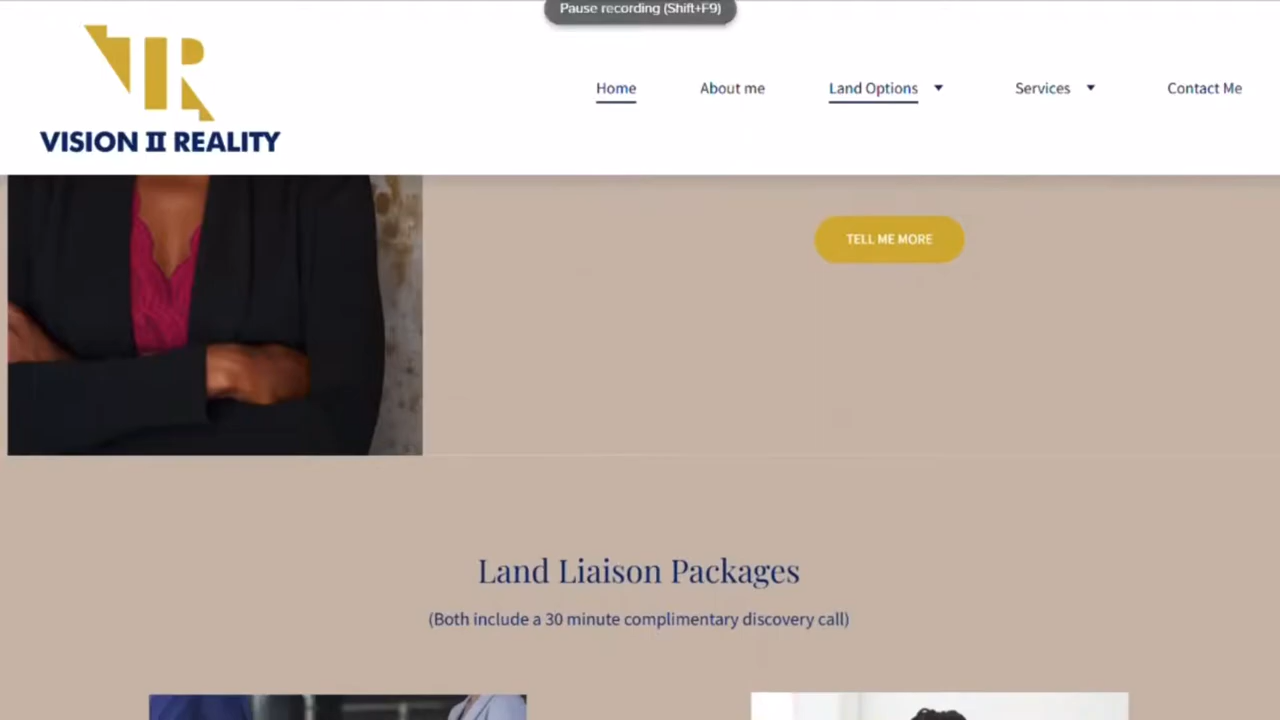 Pause recording (Shift+F9)
VISION II REALITY
Home
About me
Land Options
Services
Contact Me
TELL ME MORE
Land Liaison Packages
(Both include a 30 minute complimentary discovery call)